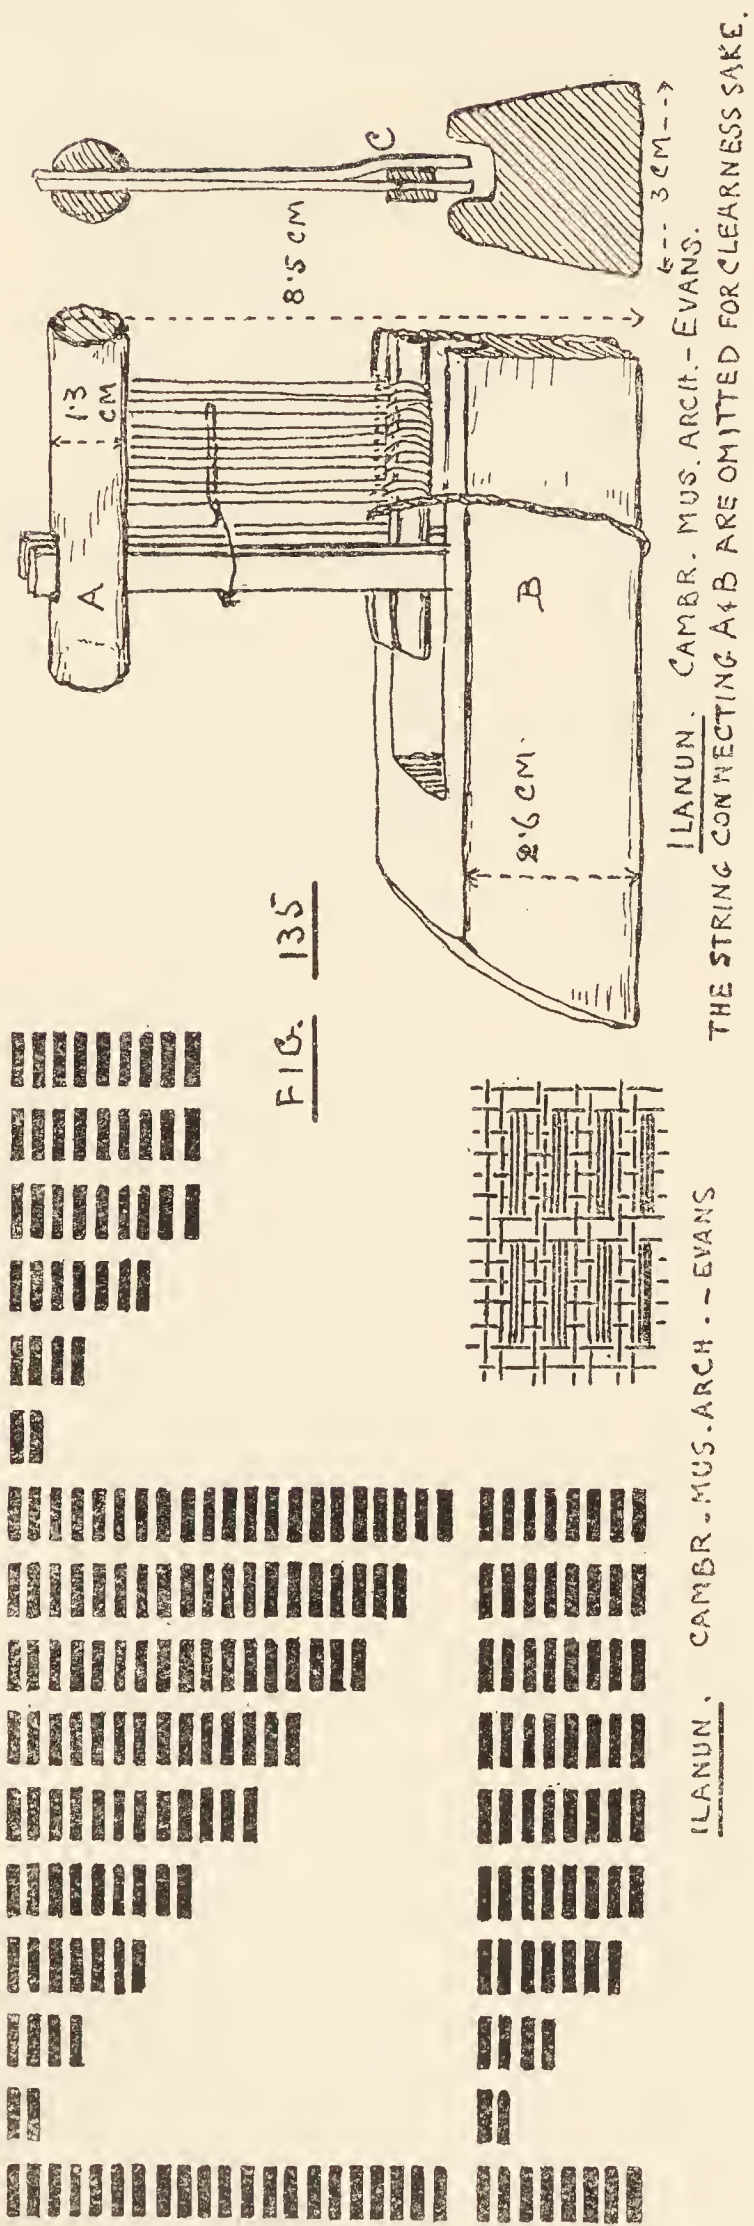 FIG. 135
A
1·3
CM
8·5 CM
C
B
2·6 CM.
<-- 3 CM -->
ILANUN. CAMBR. MUS. ARCH. - EVANS.
THE STRING CONNECTING A & B ARE OMITTED FOR CLEARNESS SAKE.
ILANUN. CAMBR. MUS. ARCH. - EVANS